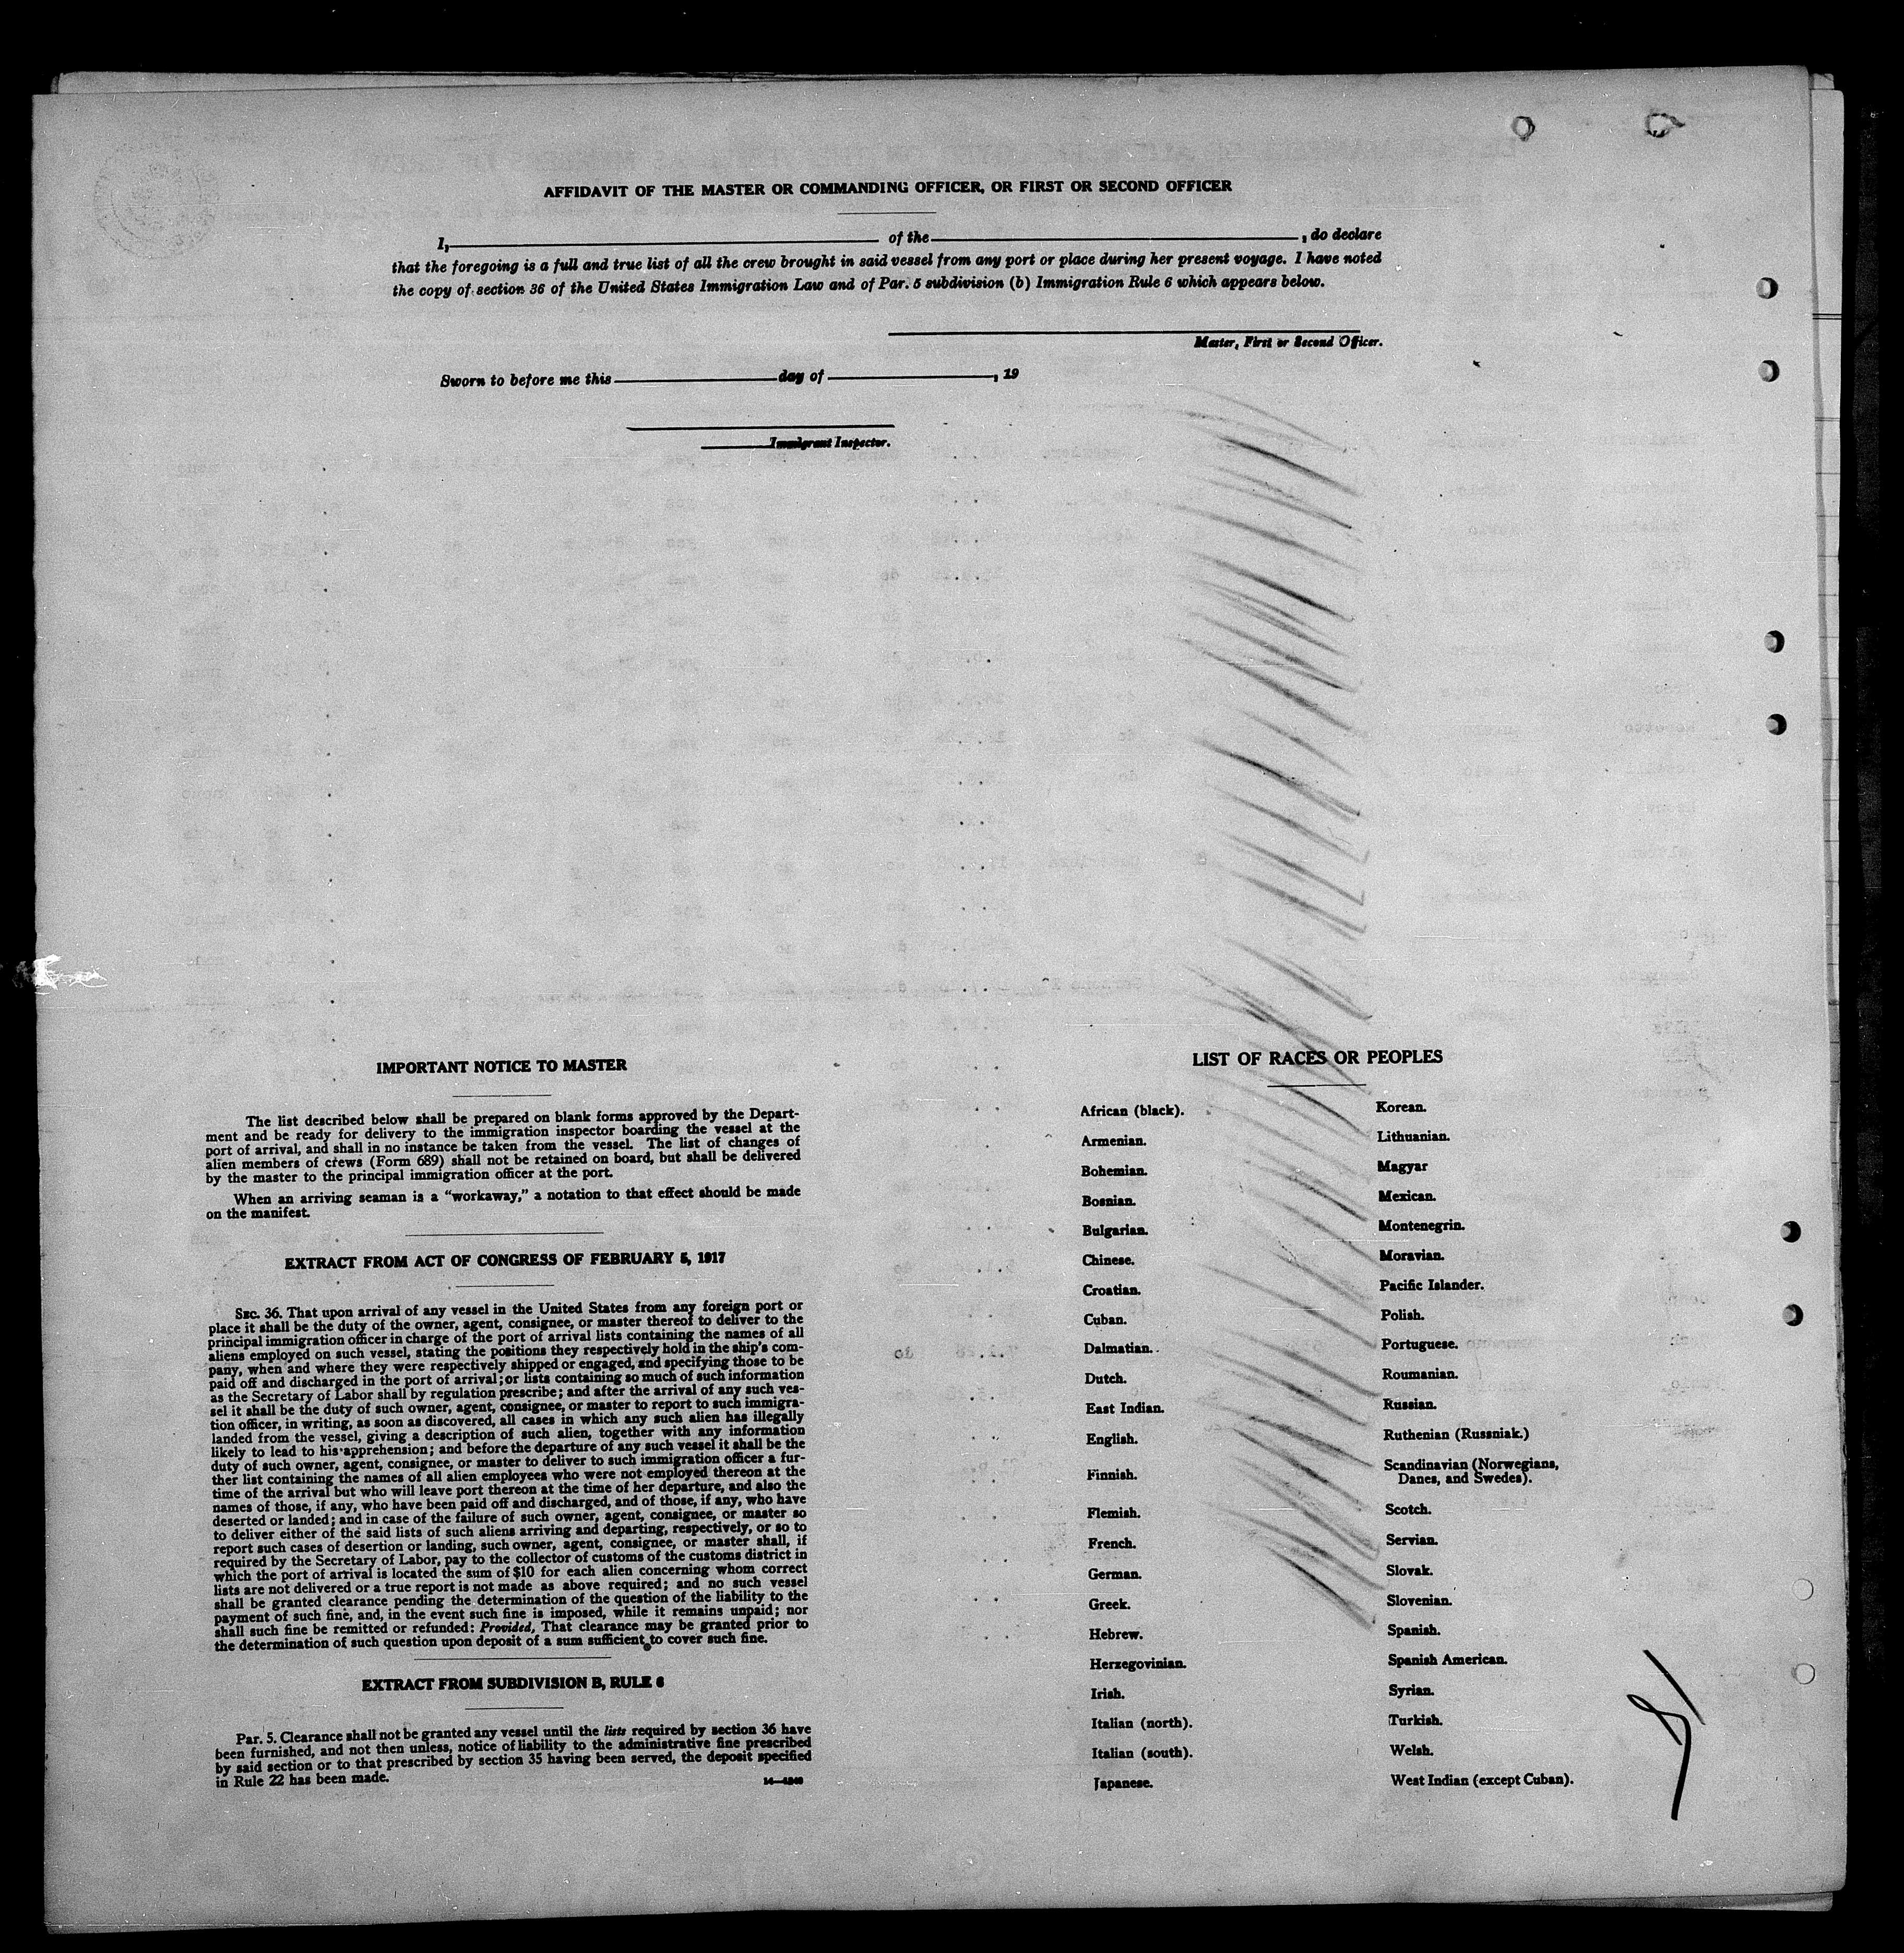 AFFIDAVIT OF THE MASTER OR COMMANDING OFFICER, OR FIRST OR SECOND OFFICER
I, of the , do declare
that the foregoing is a full and true list of all the crew brought in said vessel from any port or place during her present voyage. I have noted
the copy of section 36 of the United States Immigration Law and of Par. 5 subdivision (b) Immigration Rule 6 which appears below.
Master, First or Second Officer.
Sworn to before me this day of , 19
Immigrant Inspector.
IMPORTANT NOTICE TO MASTER
The list described below shall be prepared on blank forms approved by the Depart-
ment and be ready for delivery to the immigration inspector boarding the vessel at the
port of arrival, and shall in no instance be taken from the vessel. The list of changes of
alien members of crews (Form 689) shall not be retained on board, but shall be delivered
by the master to the principal immigration officer at the port.
When an arriving seaman is a "workaway," a notation to that effect should be made
on the manifest.
EXTRACT FROM ACT OF CONGRESS OF FEBRUARY 5, 1917
SEC. 36. That upon arrival of any vessel in the United States from any foreign port or
place it shall be the duty of the owner, agent, consignee, or master thereof to deliver to the
principal immigration officer in charge of the port of arrival lists containing the names of all
aliens employed on such vessel, stating the positions they respectively hold in the ship's com-
pany, when and where they were respectively shipped or engaged, and specifying those to be
paid off and discharged in the port of arrival; or lists containing so much of such information
as the Secretary of Labor shall by regulation prescribe; and after the arrival of any such ves-
sel it shall be the duty of such owner, agent, consignee, or master to report to such immigra-
tion officer, in writing, as soon as discovered, all cases in which any such alien has illegally
landed from the vessel, giving a description of such alien, together with any information
likely to lead to his apprehension; and before the departure of any such vessel it shall be the
duty of such owner, agent, consignee, or master to deliver to such immigration officer a fur-
ther list containing the names of all alien employees who were not employed thereon at the
time of the arrival but who will leave port thereon at the time of her departure, and also the
names of those, if any, who have been paid off and discharged, and of those, if any, who have
deserted or landed; and in case of the failure of such owner, agent, consignee, or master so
to deliver either of the said lists of such aliens arriving and departing, respectively, or so to
report such cases of desertion or landing, such owner, agent, consignee, or master shall, if
required by the Secretary of Labor, pay to the collector of customs of the customs district in
which the port of arrival is located the sum of $10 for each alien concerning whom correct
lists are not delivered or a true report is not made as above required; and no such vessel
shall be granted clearance pending the determination of the question of the liability to the
payment of such fine, and, in the event such fine is imposed, while it remains unpaid; nor
shall such fine be remitted or refunded: Provided, That clearance may be granted prior to
the determination of such question upon deposit of a sum sufficient to cover such fine.
EXTRACT FROM SUBDIVISION B, RULE 6
Par. 5. Clearance shall not be granted any vessel until the lists required by section 36 have
been furnished, and not then unless, notice of liability to the administrative fine prescribed
by said section or to that prescribed by section 35 having been served, the deposit specified
in Rule 22 has been made.
14—1240
LIST OF RACES OR PEOPLES
African (black).
Armenian.
Bohemian.
Bosnian.
Bulgarian.
Chinese.
Croatian.
Cuban.
Dalmatian.
Dutch.
East Indian.
English.
Finnish.
Flemish.
French.
German.
Greek.
Hebrew.
Herzegovinian.
Irish.
Italian (north).
Italian (south).
Japanese.
Korean.
Lithuanian.
Magyar
Mexican.
Montenegrin.
Moravian.
Pacific Islander.
Polish.
Portuguese.
Roumanian.
Russian.
Ruthenian (Russniak.)
Scandinavian (Norwegians,
Danes, and Swedes).
Scotch.
Servian.
Slovak.
Slovenian.
Spanish.
Spanish American.
Syrian.
Turkish.
Welsh.
West Indian (except Cuban).